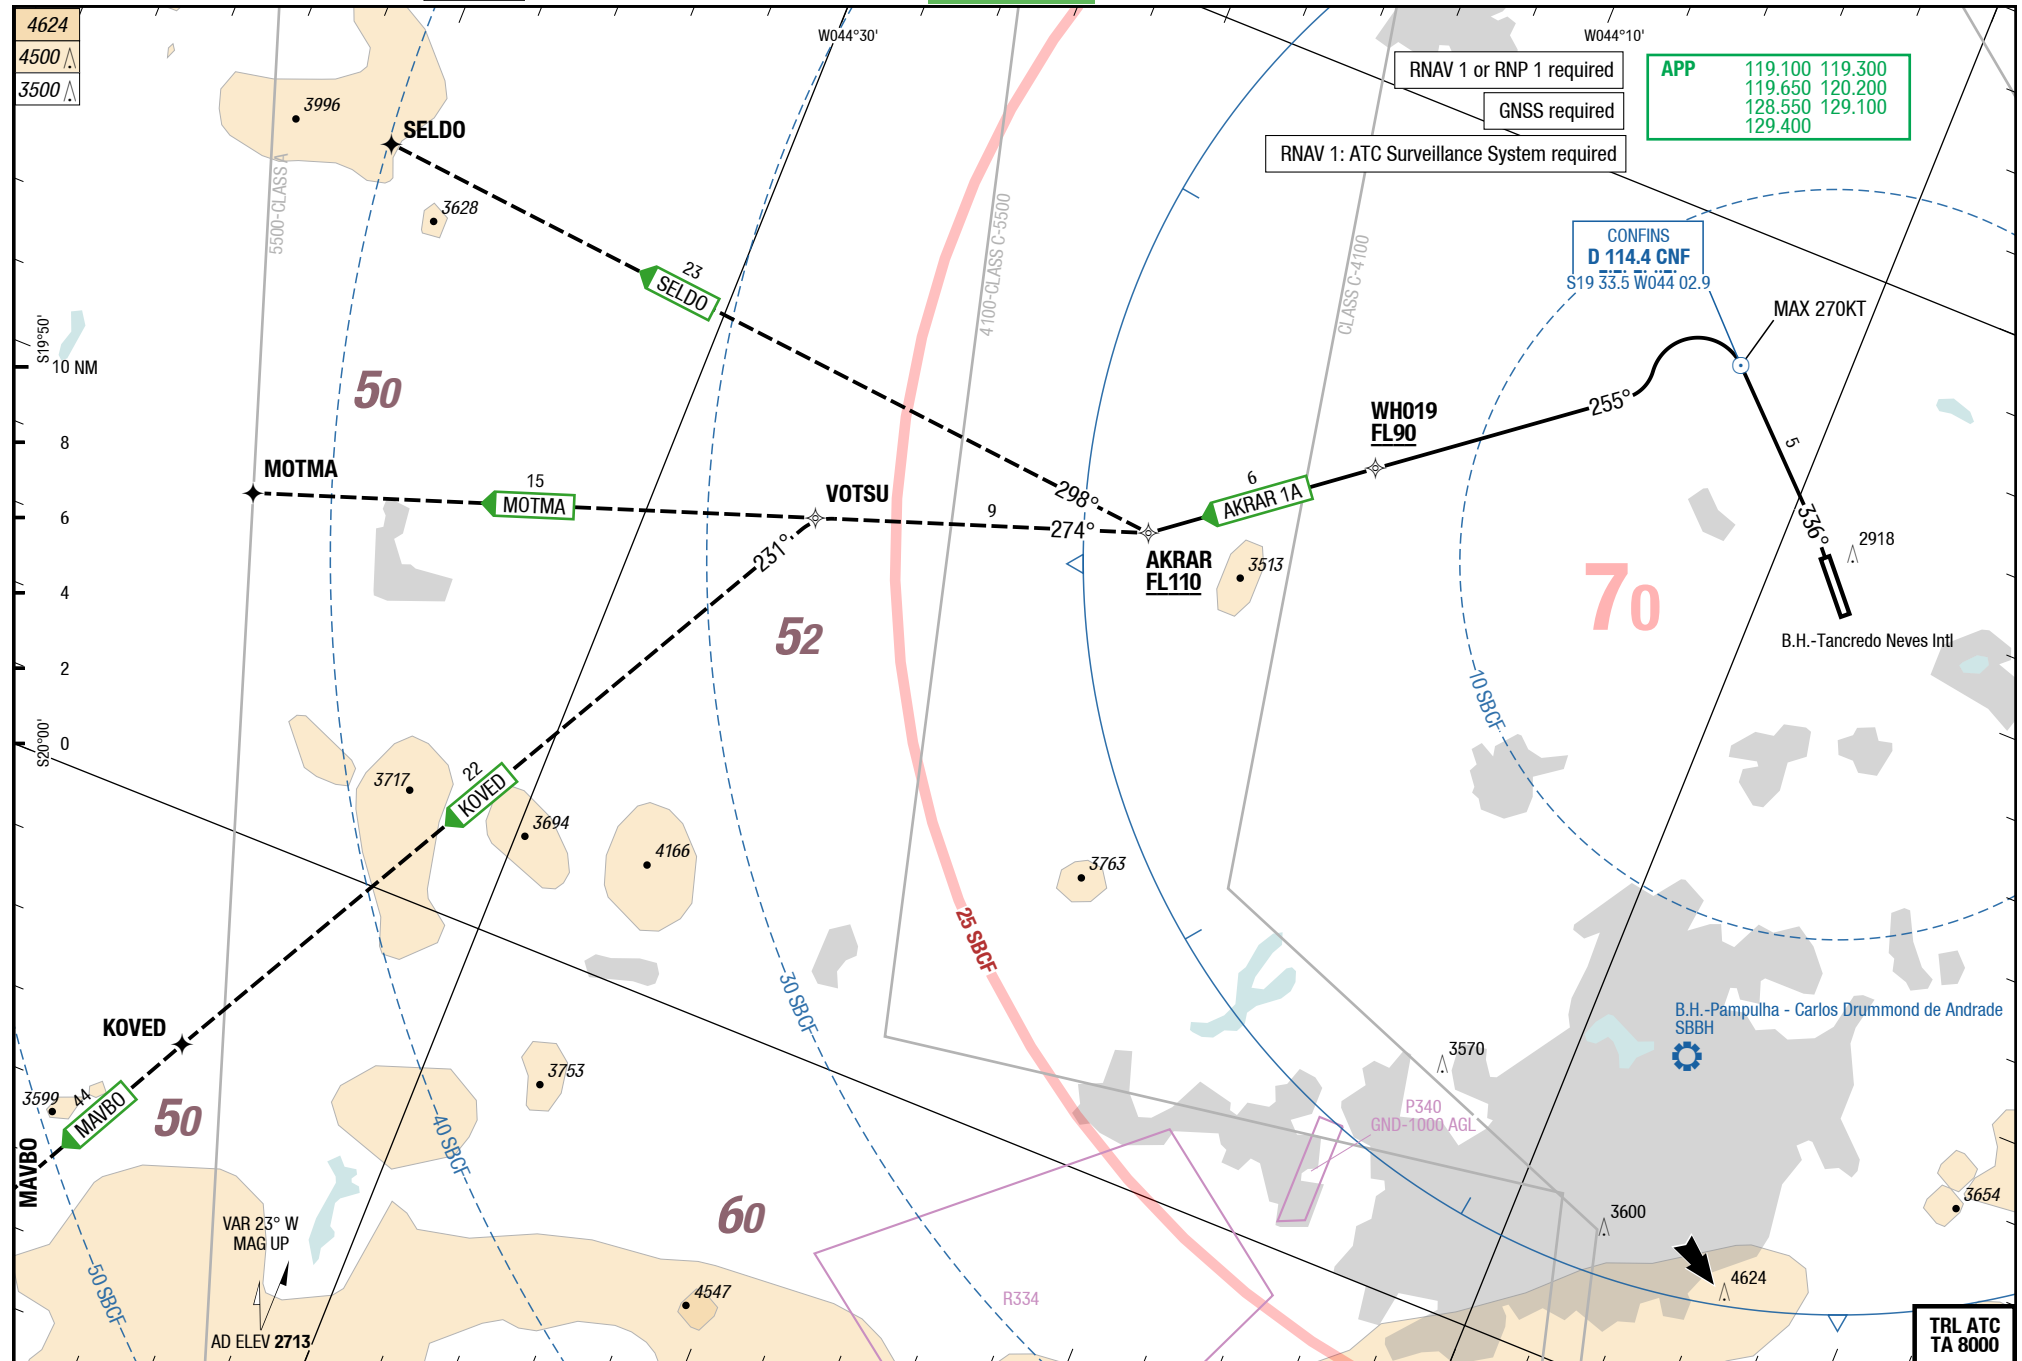 4624
4500
3500
W044°30'
W044°10'
RNAV 1 or RNP 1 required
GNSS required
RNAV 1: ATC Surveillance System required
APP 119.100 119.300
119.650 120.200
128.550 129.100
129.400
3996
SELDO
3628
5500-CLASS A
23
SELDO
4100-CLASS C-5500
CLASS C-4100
CONFINS
D 114.4 CNF
S19 33.5 W044 02.9
MAX 270KT
S19°50'
10 NM
8
6
4
2
0
S20°00'
50
MOTMA
15
MOTMA
VOTSU
9
298°
274°
231°
AKRAR
FL110
6
AKRAR 1A
WH019
FL90
255°
5
336°
2918
3513
70
B.H.-Tancredo Neves Intl
52
10 SBCF
3717
22
KOVED
3694
4166
3763
25 SBCF
30 SBCF
KOVED
3599
44
MAVBO
MAVBO
50
3753
40 SBCF
B.H.-Pampulha - Carlos Drummond de Andrade
SBBH
3570
P340
GND-1000 AGL
3654
3600
4624
60
VAR 23° W
MAG UP
50 SBCF
4547
R334
AD ELEV 2713
TRL ATC
TA 8000